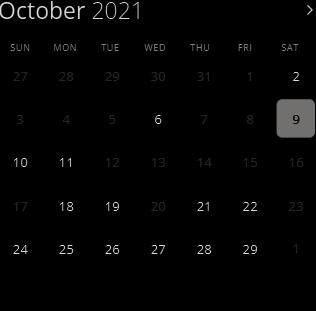 October 2021 >
SUN MON TUE WED THU FRI SAT
27 28 29 30 31 1 2
3 4 5 6 7 8 9
10 11 12 13 14 15 16
17 18 19 20 21 22 23
24 25 26 27 28 29 1